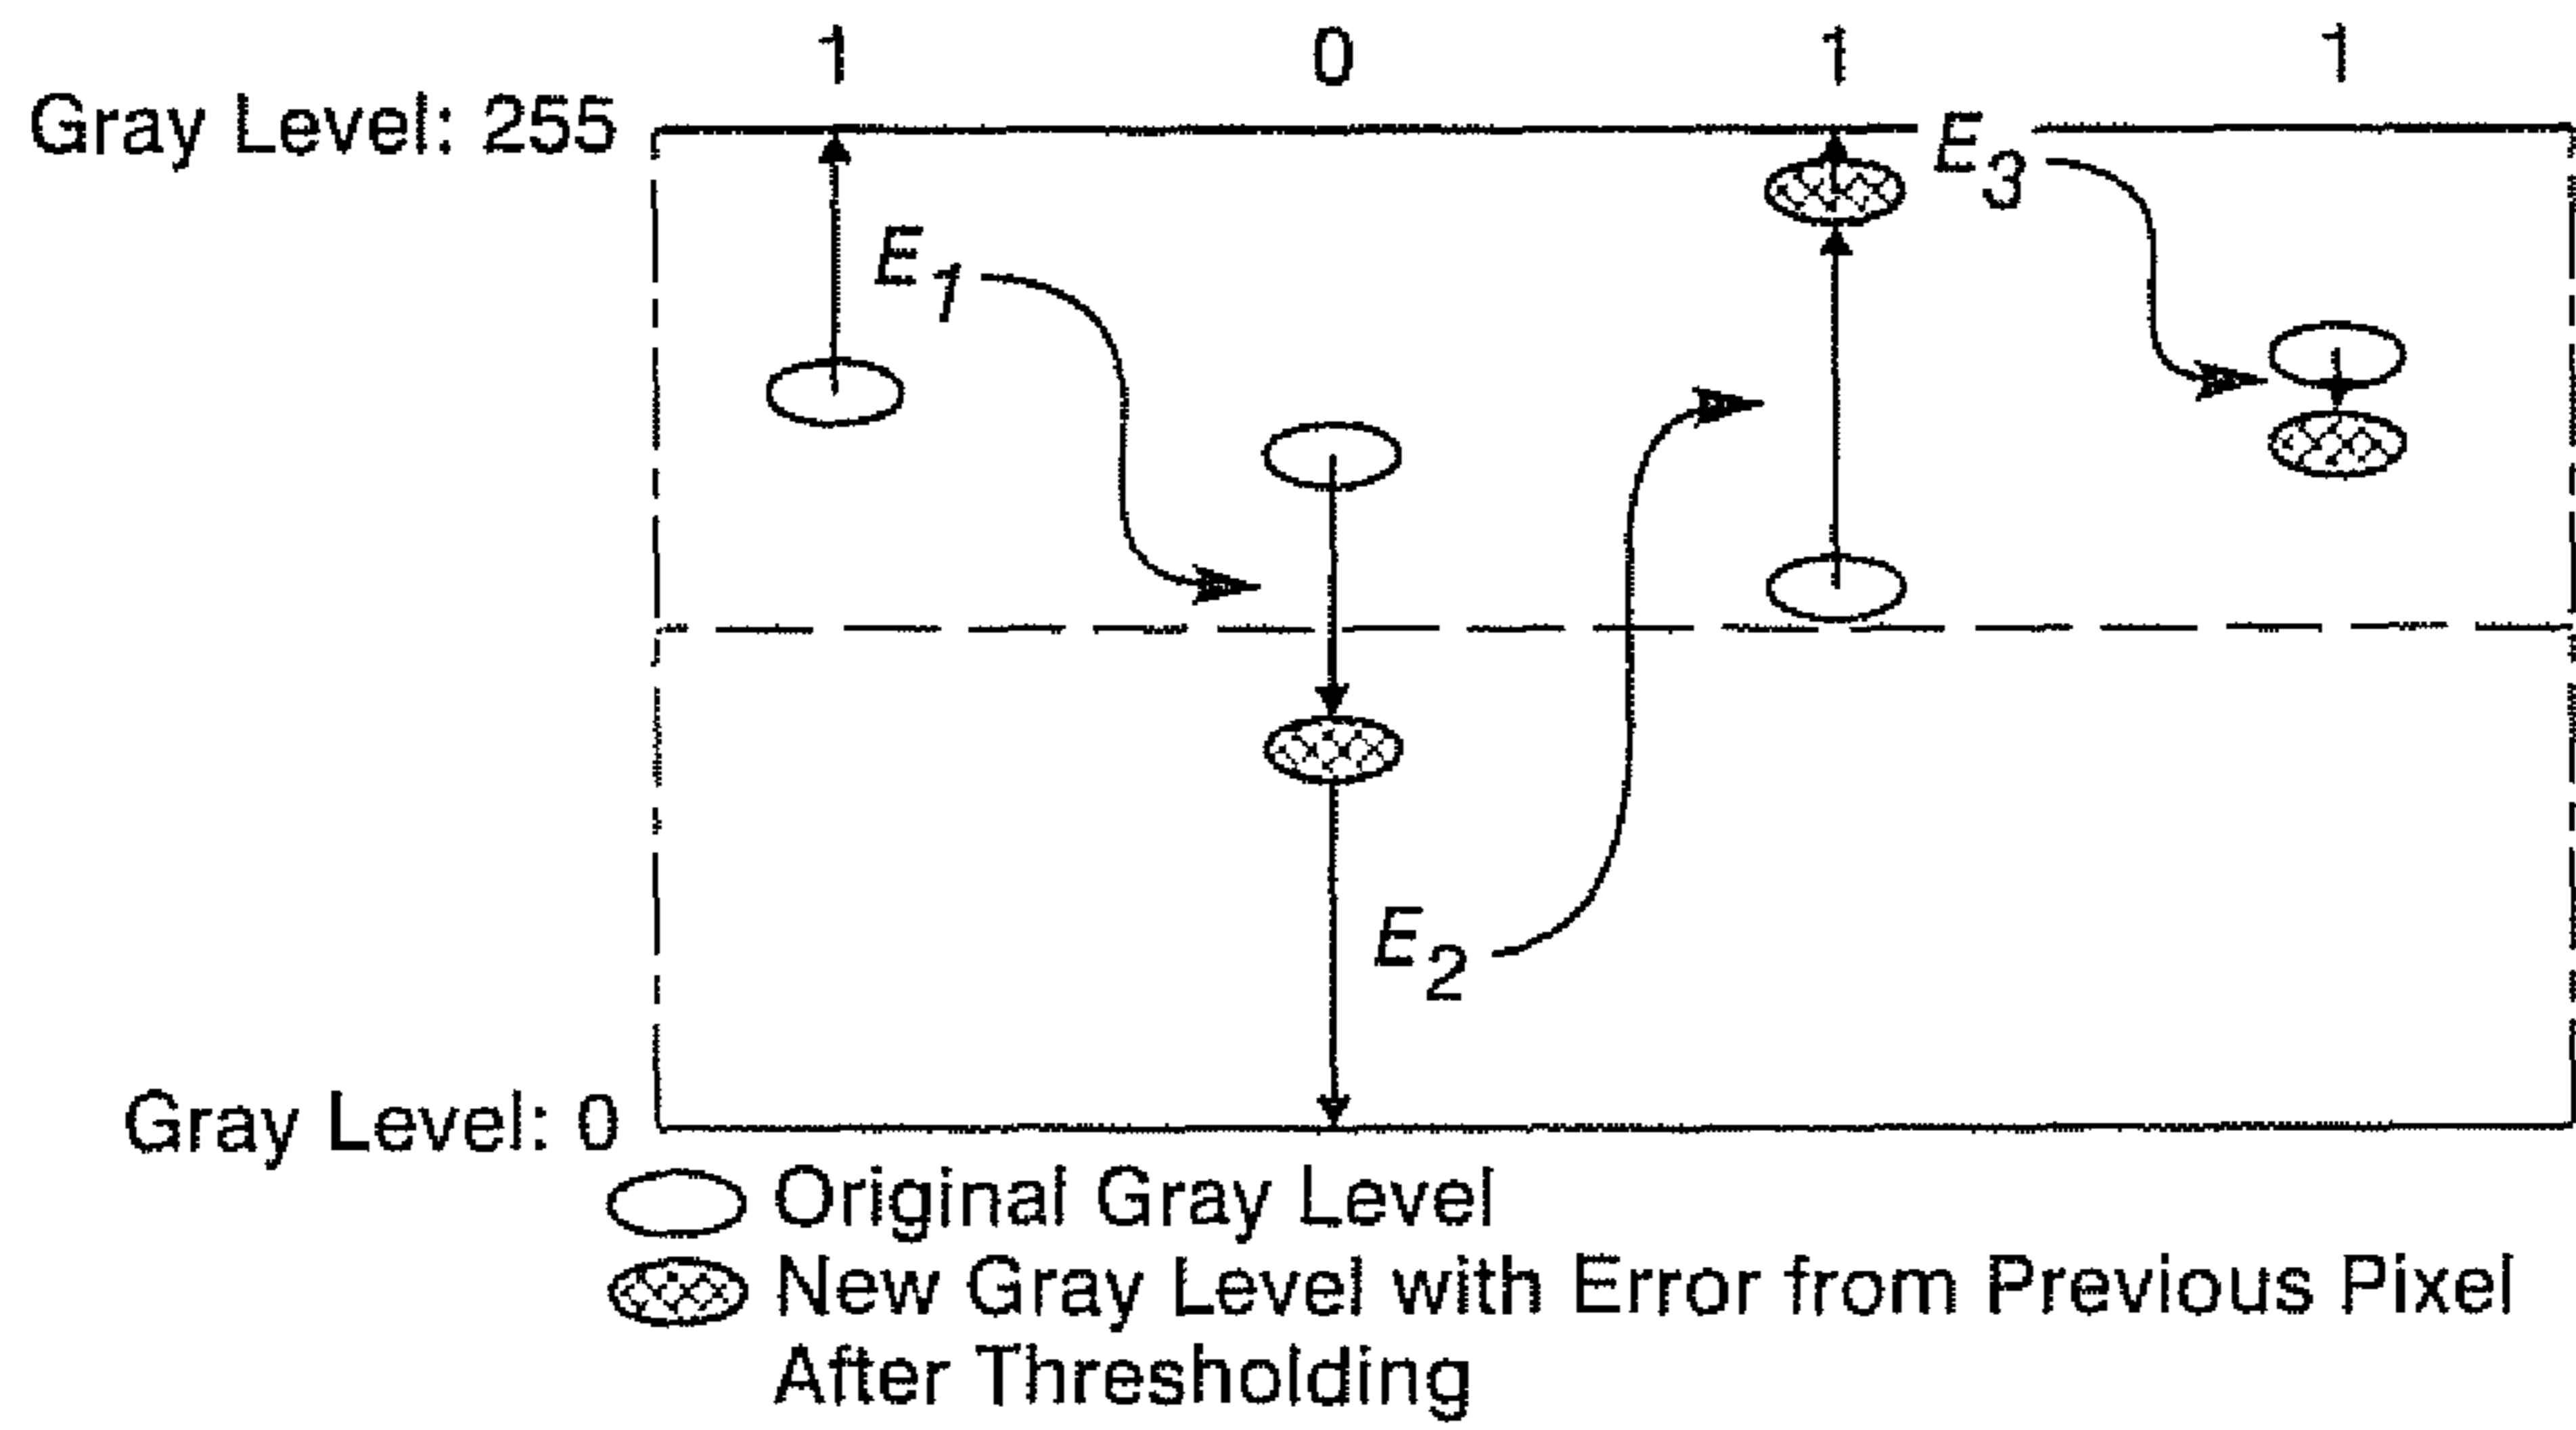 1 0 1 1
Gray Level: 255
E3
E1
E2
Gray Level: 0
Original Gray Level
New Gray Level with Error from Previous Pixel
After Thresholding